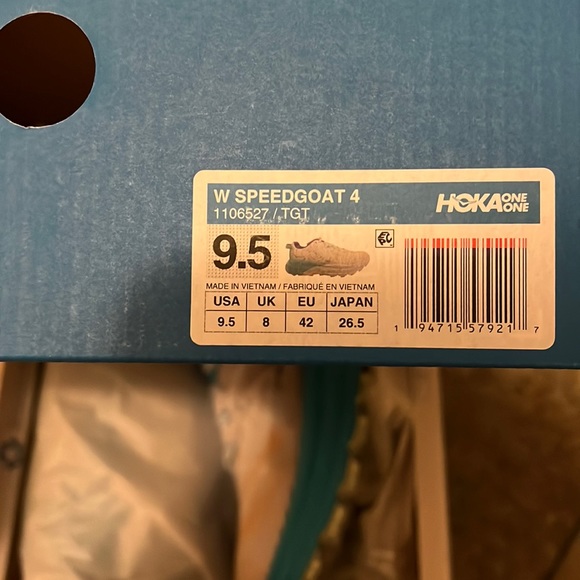 W SPEEDGOAT 4
1106527 / TGT
HOKA ONE ONE
9.5
MADE IN VIETNAM / FABRIQUÉ EN VIETNAM
USA UK EU JAPAN
9.5 8 42 26.5
1 94715 57921 7